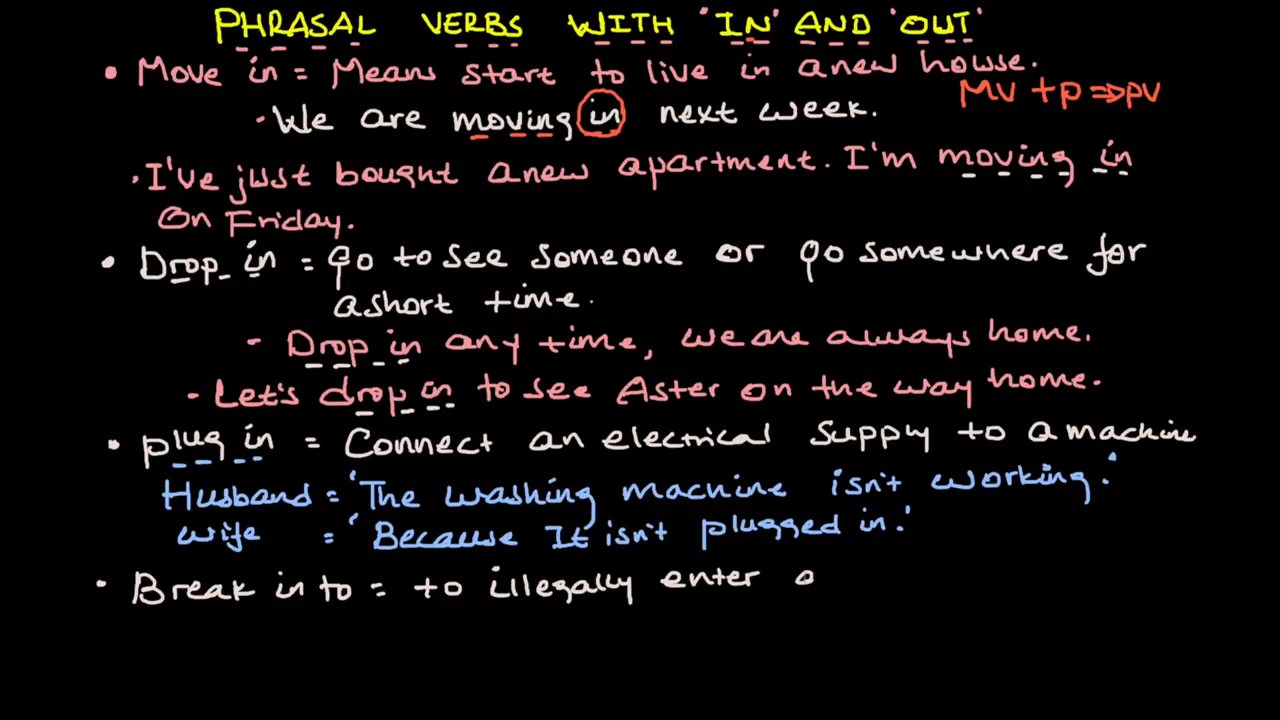 PHRASAL VERBS WITH 'IN' AND 'OUT'
• Move in = Means start to live in a new house.
MV + p ⇒ pv
• We are moving in next week.
• I've just bought a new apartment. I'm moving in
On Friday.
• Drop in = go to see someone or go somewhere for
a short time.
- Drop in any time, we are always home.
- Let's drop in to see Aster on the way home.
• plug in = Connect an electrical supply to a machine
Husband = 'The washing machine isn't working.'
wife = 'Because It isn't plugged in.'
• Break in to = to illegally enter a